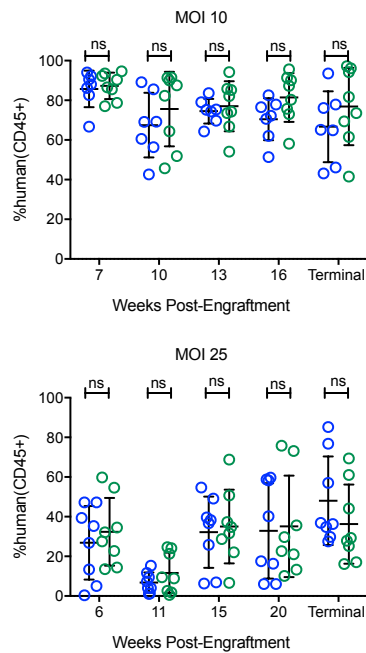 MOI 10
ns ns ns ns ns
100
80
60
40
20
0
%human(CD45+)
7 10 13 16 Terminal
Weeks Post-Engraftment
MOI 25
ns ns ns ns ns
100
80
60
40
20
0
%human(CD45+)
6 11 15 20 Terminal
Weeks Post-Engraftment